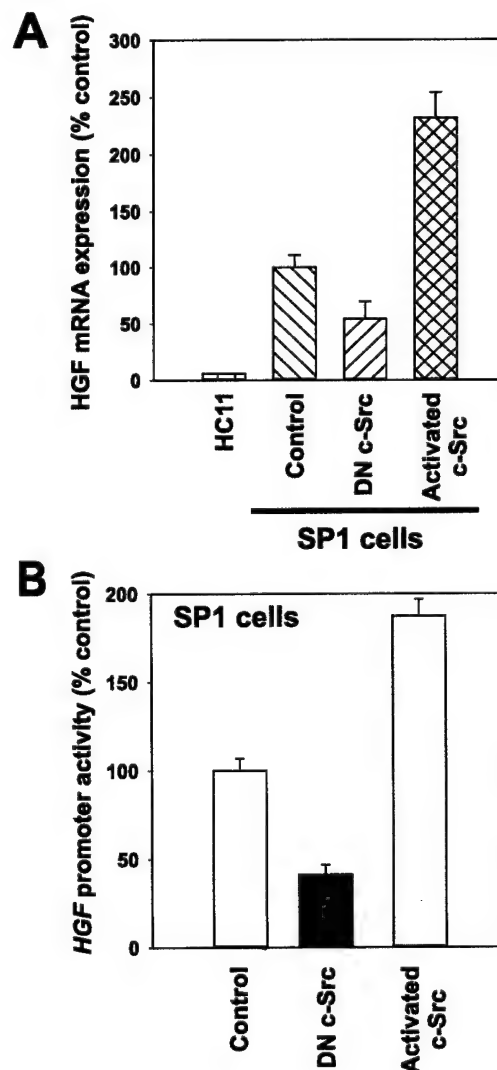 A
HGF mRNA expression (% control)
300
250
200
150
100
50
0
HC11
Control
DN c-Src
Activated
c-Src
SP1 cells
B
HGF promoter activity (% control)
200
150
100
50
0
SP1 cells
Control
DN c-Src
Activated
c-Src